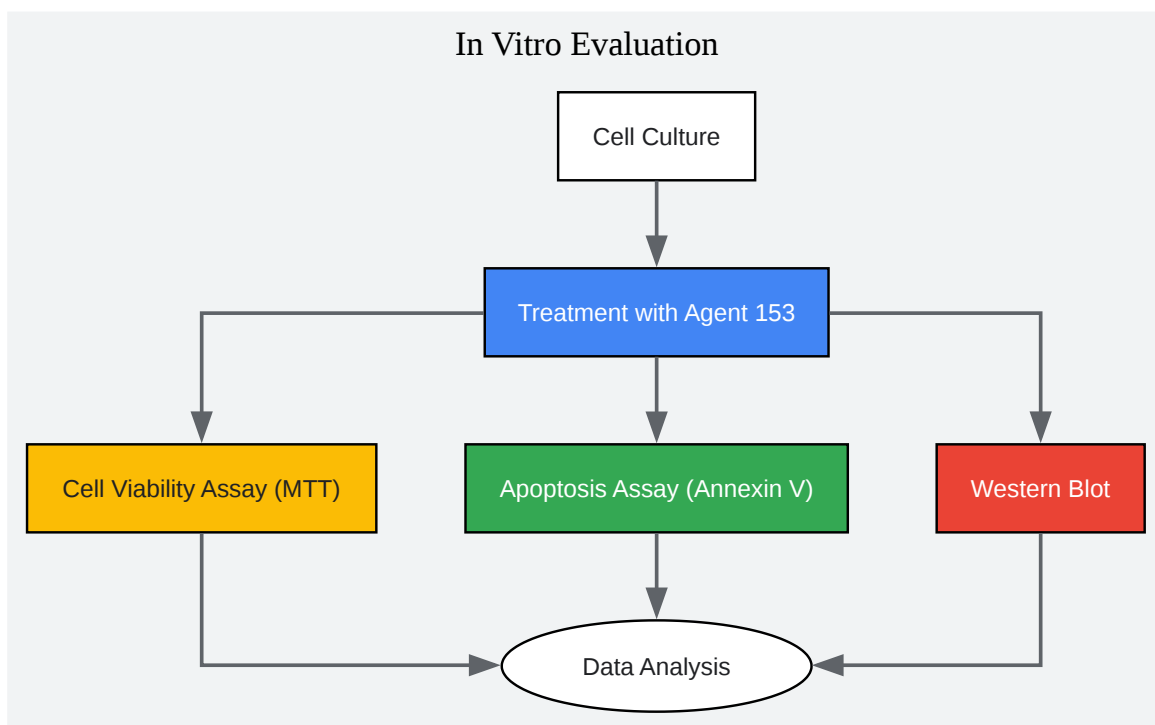 In Vitro Evaluation
Cell Culture
Treatment with Agent 153
Cell Viability Assay (MTT)
Apoptosis Assay (Annexin V)
Western Blot
Data Analysis